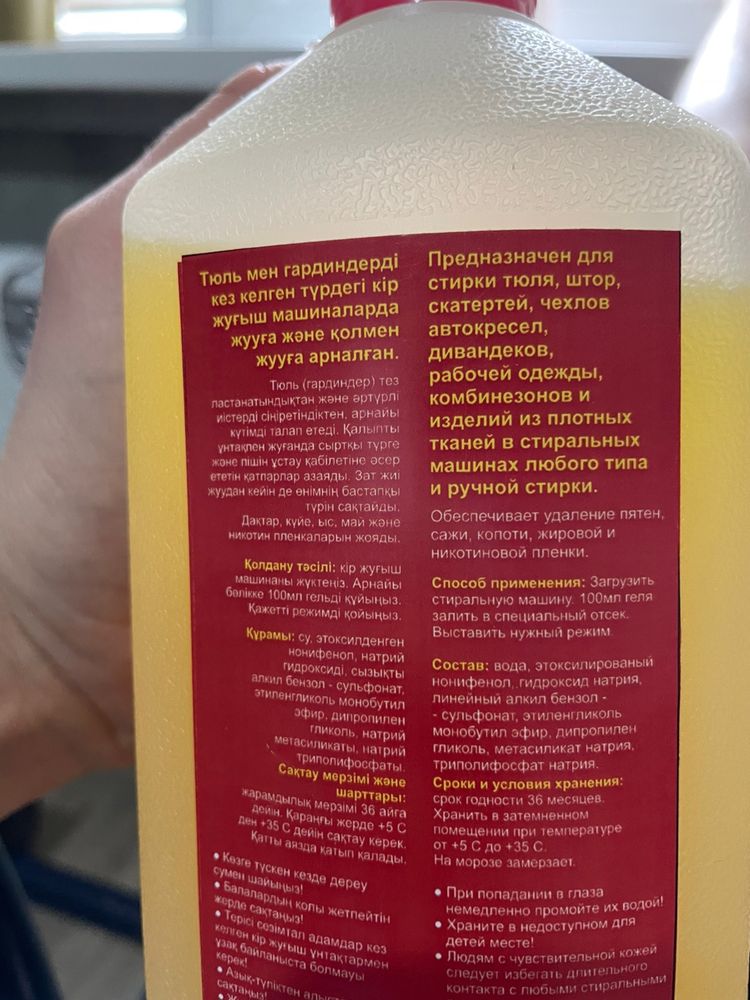 Тюль мен гардиндерді
кез келген түрдегі кір
жуғыш машиналарда
жууға және қолмен
жууға арналған.
Тюль (гардиндер) тез
ластанатындықтан және әртүрлі
иістерді сіңіретіндіктен, арнайы
күтімді талап етеді. Қалыпты
ұнтақпен жуғанда сыртқы түрге
және пішін ұстау қабілетіне әсер
ететін қатпарлар азаяды. Зат жиі
жуудан кейін де өнімнің бастапқы
түрін сақтайды.
Дақтар, күйе, ыс, май және
никотин пленкаларын жояды.
Қолдану тәсілі: кір жуғыш
машинаны жүктеңіз. Арнайы
бөлікке 100мл гельді құйыңыз.
Қажетті режимді қойыңыз.
Құрамы: су, этоксилденген
нонифенол, натрий
гидроксиді, сызықты
алкил бензол - сульфонат,
этиленгликоль монобутил
эфир, дипропилен
гликоль, натрий
метасиликаты, натрий
триполифосфаты.
Сақтау мерзімі және
шарттары:
жарамдылық мерзімі 36 айға
дейін. Қараңғы жерде +5 С
ден +35 С дейін сақтау керек.
Қатты аязда қатып қалады.
• Көзге түскен кезде дереу
сумен шайыңыз!
• Балалардың қолы жетпейтін
жерде сақтаңыз!
• Терісі сезімтал адамдар кез
келген кір жуғыш ұнтақтармен
ұзақ байланыста болмауы
керек!
• Азық-түліктен
сақтаңыз!
Предназначен для
стирки тюля, штор,
скатертей, чехлов
автокресел,
дивандеков,
рабочей одежды,
комбинезонов и
изделий из плотных
тканей в стиральных
машинах любого типа
и ручной стирки.
Обеспечивает удаление пятен,
сажи, копоти, жировой и
никотиновой пленки.
Способ применения: Загрузить
стиральную машину. 100мл геля
залить в специальный отсек.
Выставить нужный режим.
Состав: вода, этоксилированый
нонифенол, гидроксид натрия,
линейный алкил бензол -
- сульфонат, этиленгликоль
монобутил эфир, дипропилен
гликоль, метасиликат натрия,
триполифосфат натрия.
Сроки и условия хранения:
срок годности 36 месяцев.
Хранить в затемненном
помещении при температуре
от +5 С до +35 С.
На морозе замерзает.
• При попадании в глаза
немедленно промойте их водой!
• Храните в недоступном для
детей месте!
• Людям с чувствительной кожей
следует избегать длительного
контакта с любыми стиральными